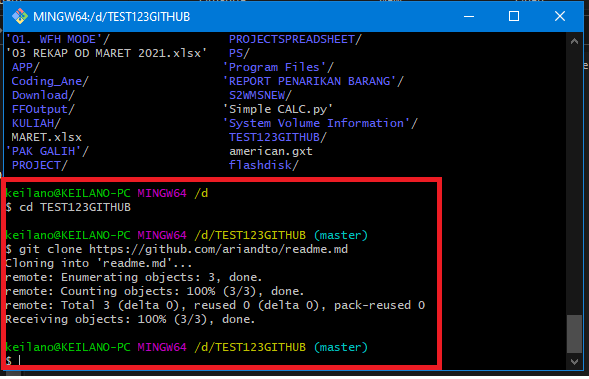 MINGW64:/d/TEST123GITHUB
'01. WFH MODE'/ PROJECTSPREADSHEET/
'03 REKAP OD MARET 2021.xlsx' PS/
APP/ 'Program Files'/
Coding_Ane/ 'REPORT PENARIKAN BARANG'/
Download/ S2WMSNEW/
FFOutput/ 'Simple CALC.py'
KULIAH/ 'System Volume Information'/
MARET.xlsx TEST123GITHUB/
'PAK GALIH'/ american.gxt
PROJECT/ flashdisk/
keilano@KEILANO-PC MINGW64 /d
$ cd TEST123GITHUB
keilano@KEILANO-PC MINGW64 /d/TEST123GITHUB (master)
$ git clone https://github.com/ariandto/readme.md
Cloning into 'readme.md'...
remote: Enumerating objects: 3, done.
remote: Counting objects: 100% (3/3), done.
remote: Total 3 (delta 0), reused 0 (delta 0), pack-reused 0
Receiving objects: 100% (3/3), done.
keilano@KEILANO-PC MINGW64 /d/TEST123GITHUB (master)
$